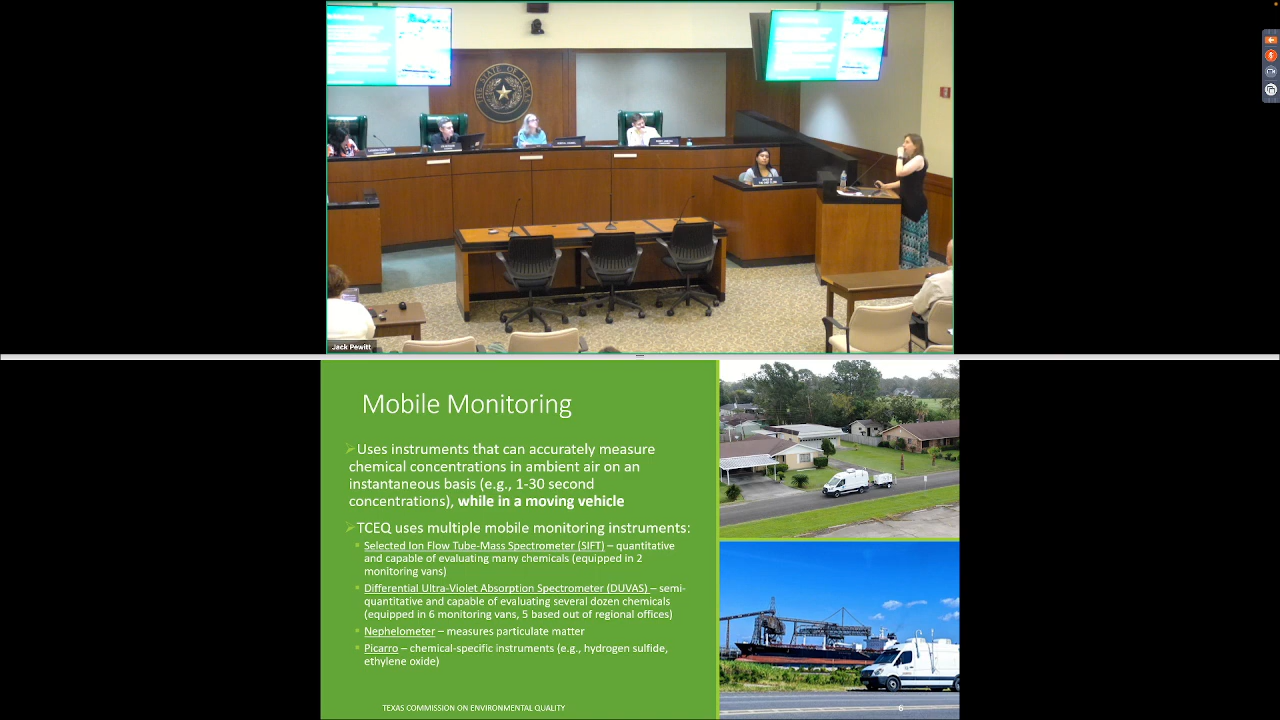 THE STATE OF TEXAS
Jack Pewitt
Mobile Monitoring
Uses instruments that can accurately measure
chemical concentrations in ambient air on an
instantaneous basis (e.g., 1-30 second
concentrations), while in a moving vehicle
TCEQ uses multiple mobile monitoring instruments:
Selected Ion Flow Tube-Mass Spectrometer (SIFT) – quantitative
and capable of evaluating many chemicals (equipped in 2
monitoring vans)
Differential Ultra-Violet Absorption Spectrometer (DUVAS) – semi-
quantitative and capable of evaluating several dozen chemicals
(equipped in 6 monitoring vans, 5 based out of regional offices)
Nephelometer – measures particulate matter
Picarro – chemical-specific instruments (e.g., hydrogen sulfide,
ethylene oxide)
TEXAS COMMISSION ON ENVIRONMENTAL QUALITY
6